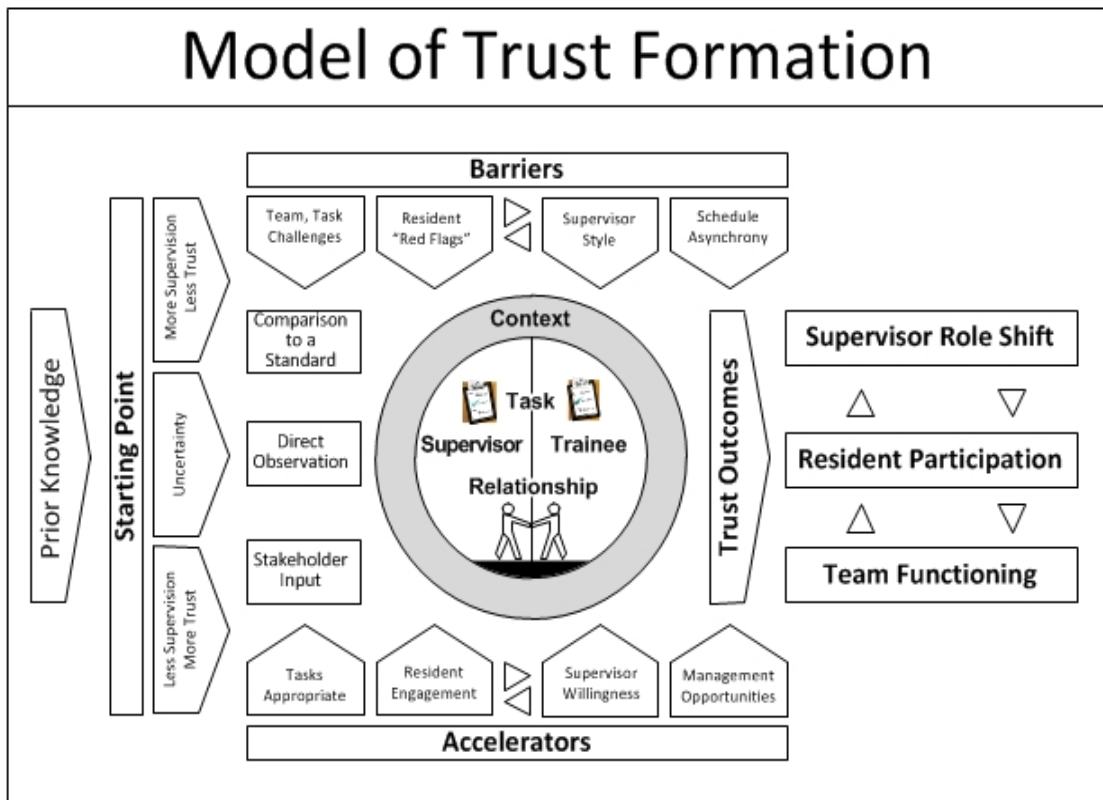 Model of Trust Formation
Barriers
Team, Task
Challenges
Resident
"Red Flags"
Supervisor
Style
Schedule
Asynchrony
Prior Knowledge
Starting Point
More Supervision
Less Trust
Uncertainty
Less Supervision
More Trust
Comparison
to a
Standard
Direct
Observation
Stakeholder
Input
Context
Task
Supervisor
Trainee
Relationship
Trust Outcomes
Supervisor Role Shift
Resident Participation
Team Functioning
Tasks
Appropriate
Resident
Engagement
Supervisor
Willingness
Management
Opportunities
Accelerators